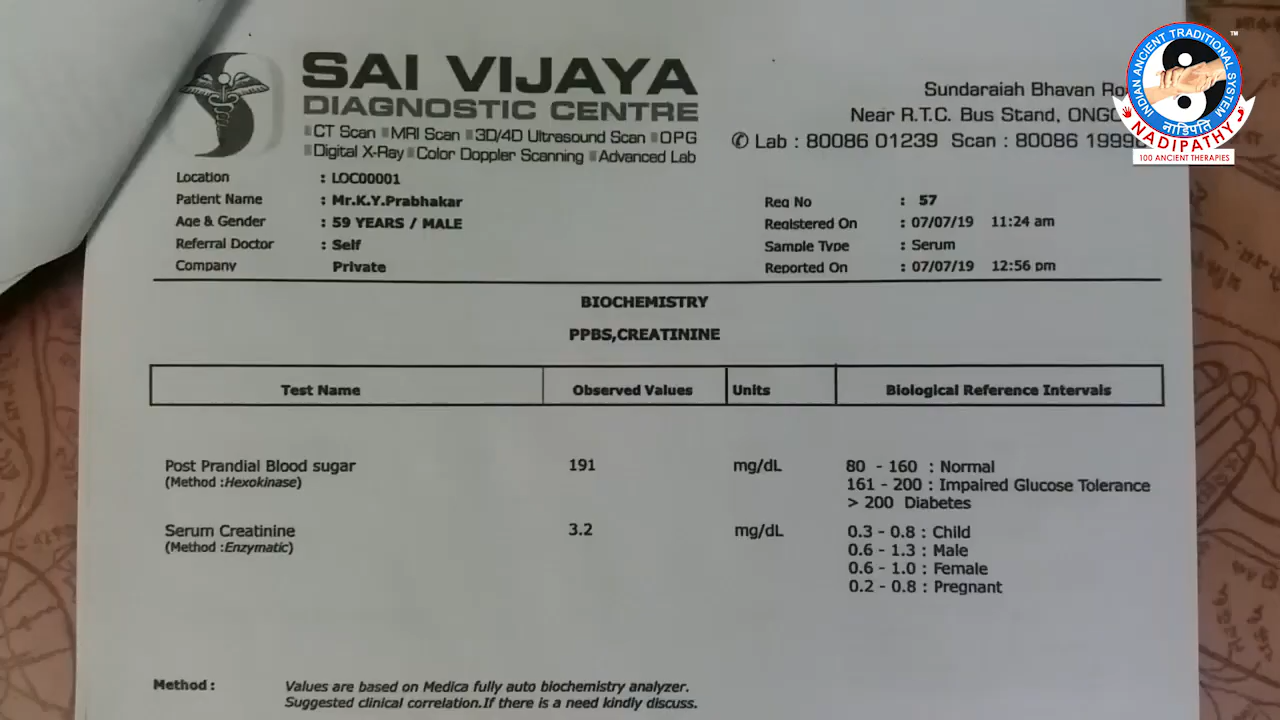 SAI VIJAYA
DIAGNOSTIC CENTRE
CT Scan MRI Scan 3D/4D Ultrasound Scan OPG
Digital X-Ray Color Doppler Scanning Advanced Lab
Sundaraiah Bhavan
Near R.T.C. Bus Stand,
Lab : 80086 01239 Scan : 80086
INDIAN ANCIENT TRADITIONAL SYSTEM
TM
नाडिपति
NADIPATHY
100 ANCIENT THERAPIES
Location : LOC00001
Patient Name : Mr.K.Y.Prabhakar
Age & Gender : 59 YEARS / MALE
Referral Doctor : Self
Company Private
Reg No : 57
Registered On : 07/07/19 11:24 am
Sample Type : Serum
Reported On : 07/07/19 12:56 pm
BIOCHEMISTRY
PPBS,CREATININE
Test Name Observed Values Units Biological Reference Intervals
Post Prandial Blood sugar 191 mg/dL 80 - 160 : Normal
(Method :Hexokinase) 161 - 200 : Impaired Glucose Tolerance
> 200 Diabetes
Serum Creatinine 3.2 mg/dL 0.3 - 0.8 : Child
(Method :Enzymatic) 0.6 - 1.3 : Male
0.6 - 1.0 : Female
0.2 - 0.8 : Pregnant
Method : Values are based on Medica fully auto biochemistry analyzer.
Suggested clinical correlation.If there is a need kindly discuss.